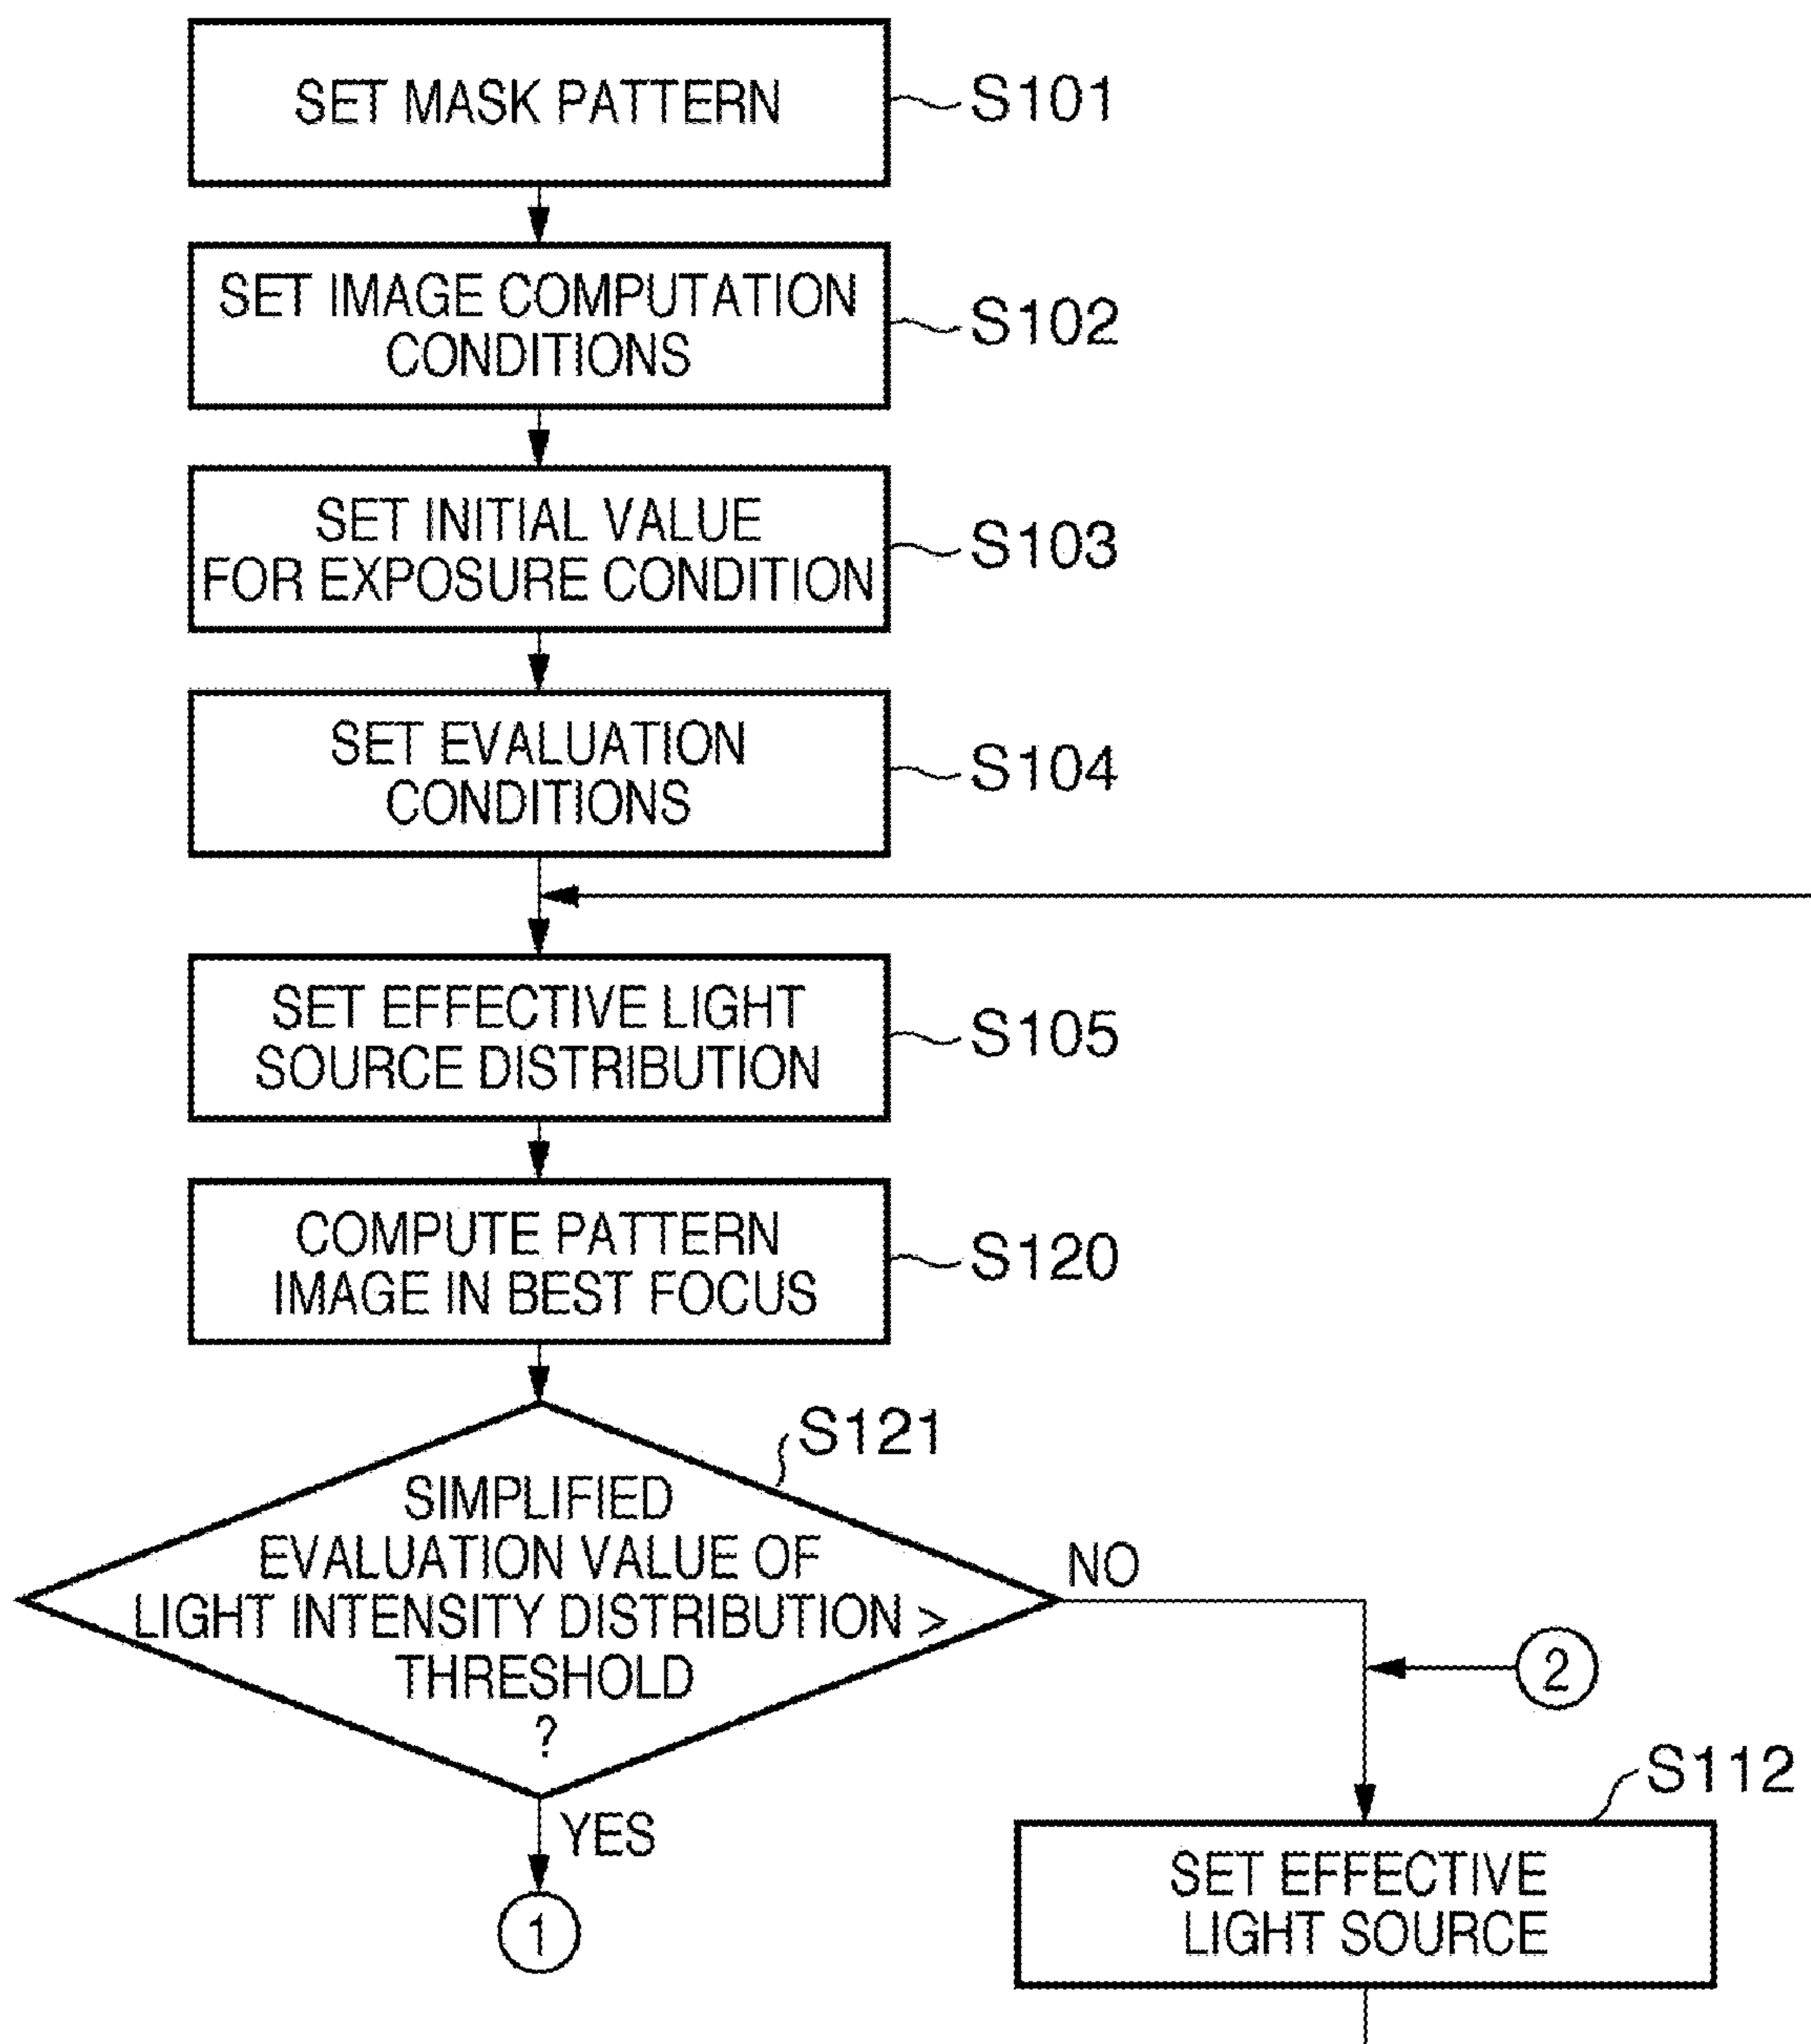 SET MASK PATTERN
S101
SET IMAGE COMPUTATION
CONDITIONS
S102
SET INITIAL VALUE
FOR EXPOSURE CONDITION
S103
SET EVALUATION
CONDITIONS
S104
SET EFFECTIVE LIGHT
SOURCE DISTRIBUTION
S105
COMPUTE PATTERN
IMAGE IN BEST FOCUS
S120
S121
SIMPLIFIED
EVALUATION VALUE OF
LIGHT INTENSITY DISTRIBUTION >
THRESHOLD
?
NO
2
YES
1
S112
SET EFFECTIVE
LIGHT SOURCE